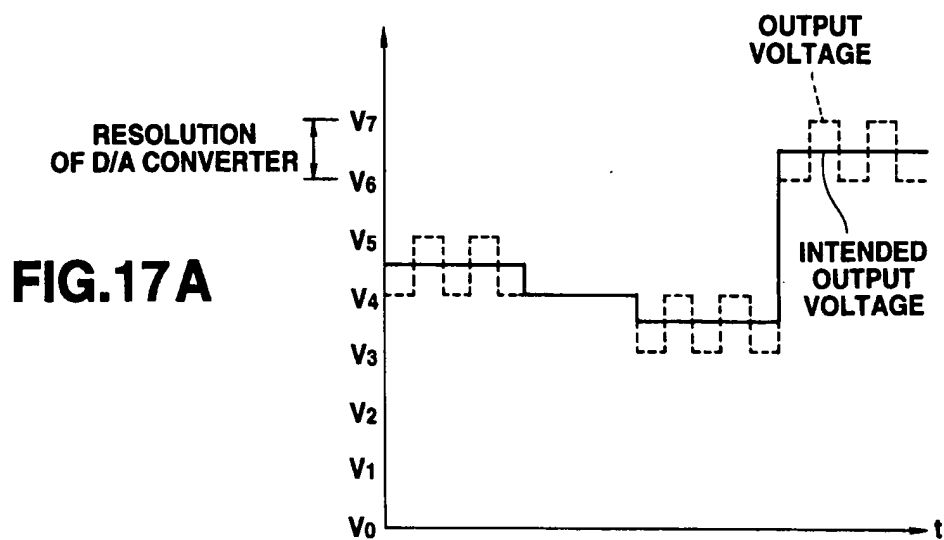 OUTPUT
VOLTAGE
RESOLUTION
OF D/A CONVERTER
V7
V6
V5
V4
V3
V2
V1
V0
INTENDED
OUTPUT
VOLTAGE
FIG.17A
t